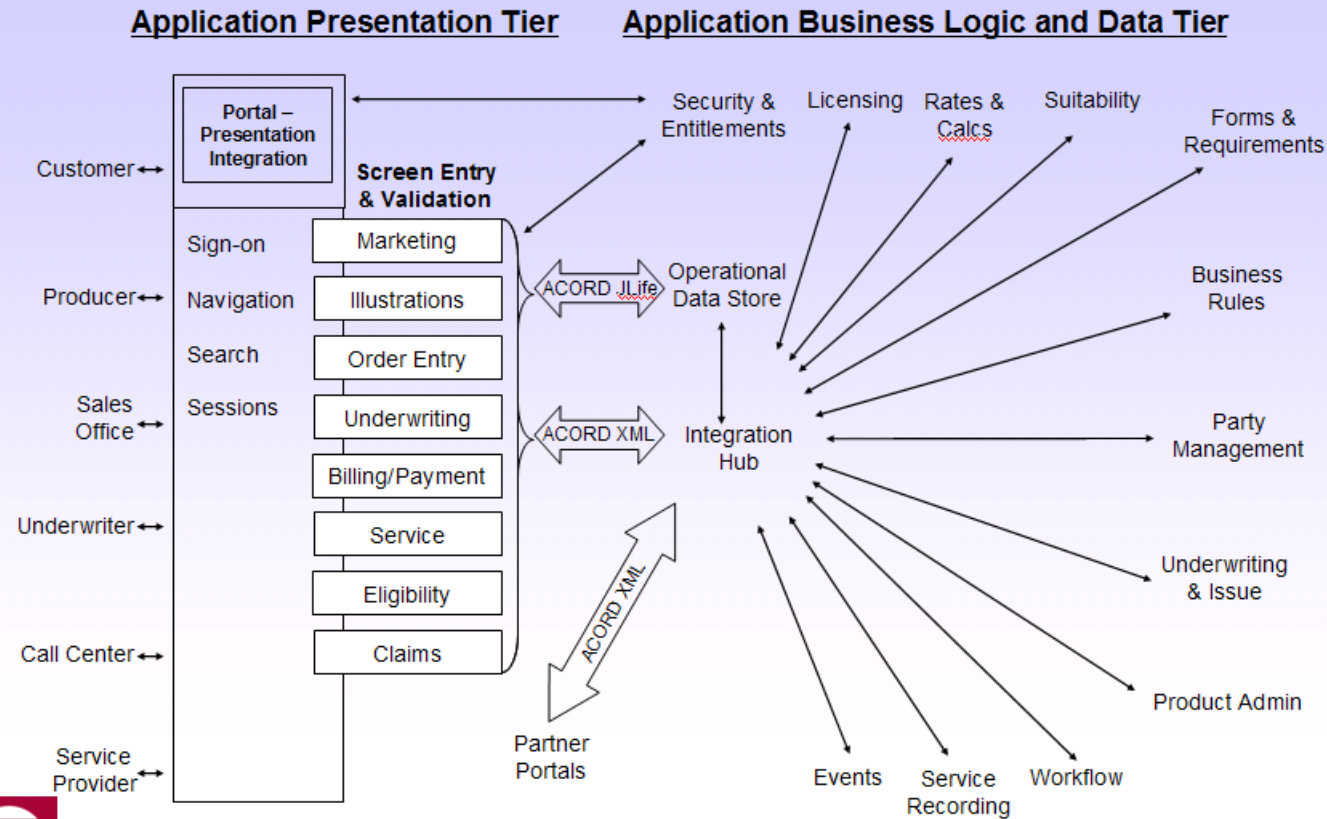 Application Presentation Tier
Application Business Logic and Data Tier
Portal –
Presentation
Integration
Customer
Producer
Sales
Office
Underwriter
Call Center
Service
Provider
Sign-on
Navigation
Search
Sessions
Screen Entry
& Validation
Marketing
Illustrations
Order Entry
Underwriting
Billing/Payment
Service
Eligibility
Claims
ACORD JLife
ACORD XML
ACORD XML
Partner
Portals
Security &
Entitlements
Operational
Data Store
Integration
Hub
Licensing
Rates &
Calcs
Suitability
Forms &
Requirements
Business
Rules
Party
Management
Underwriting
& Issue
Product Admin
Workflow
Service
Recording
Events